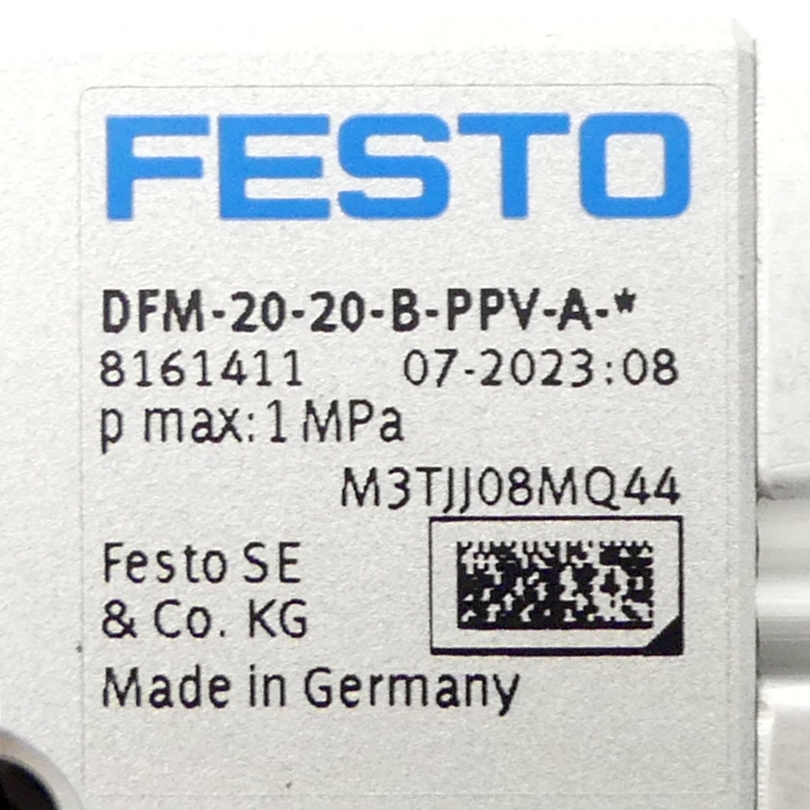 FESTO
DFM-20-20-B-PPV-A-*
8161411 07-2023:08
p max: 1 MPa
M3TJJ08MQ44
Festo SE
& Co. KG
Made in Germany